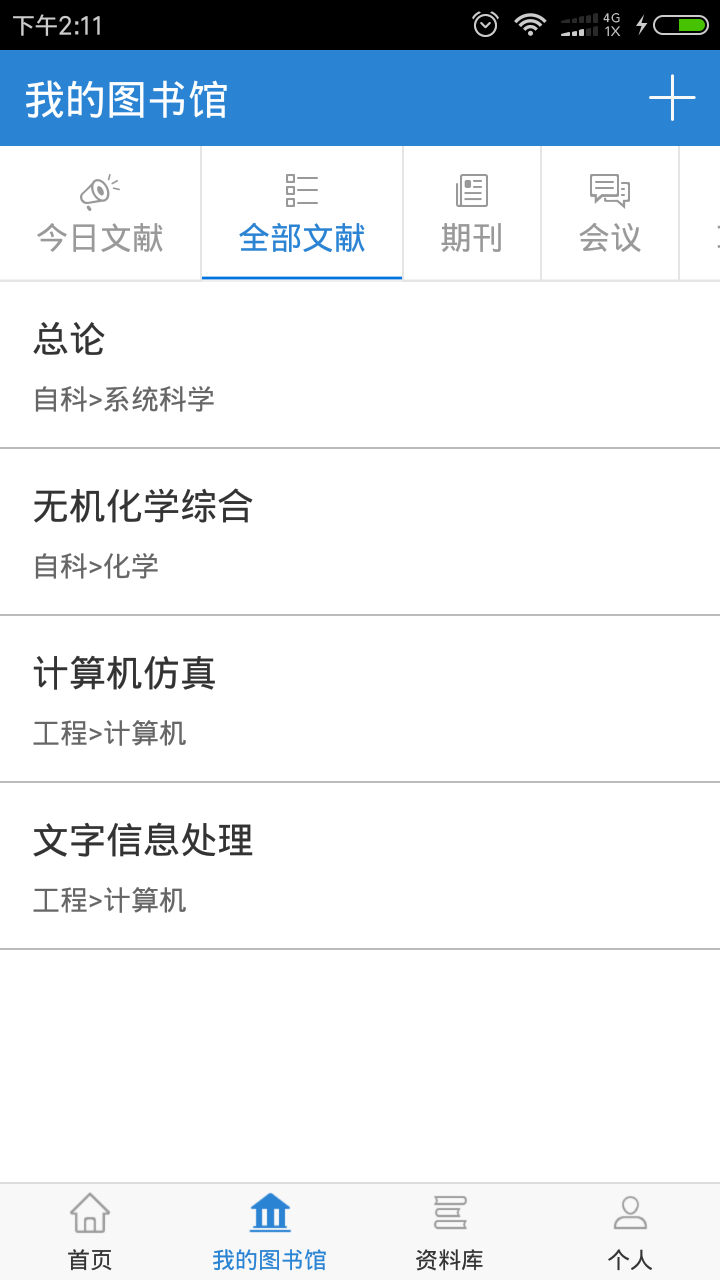 下午2:11
4G
1X
我的图书馆
今日文献
全部文献
期刊
会议
总论
自科>系统科学
无机化学综合
自科>化学
计算机仿真
工程>计算机
文字信息处理
工程>计算机
首页
我的图书馆
资料库
个人